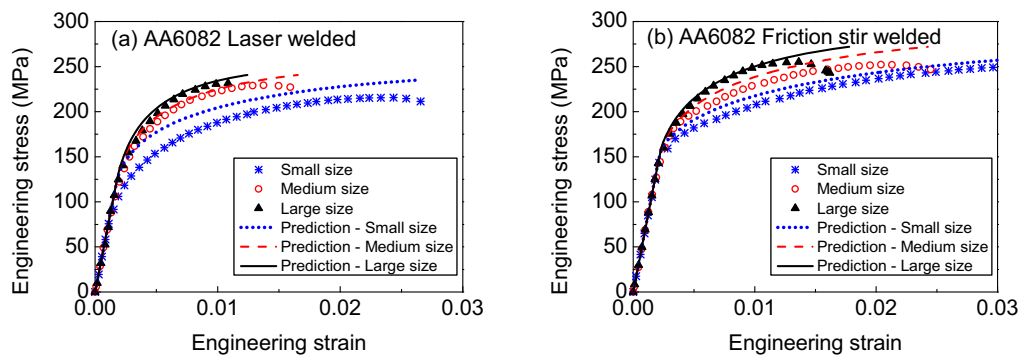 (a) AA6082 Laser welded
Engineering stress (MPa)
300
250
200
150
100
50
0
Small size
Medium size
Large size
Prediction - Small size
Prediction - Medium size
Prediction - Large size
0.00 0.01 0.02 0.03
Engineering strain
(b) AA6082 Friction stir welded
Engineering stress (MPa)
300
250
200
150
100
50
0
Small size
Medium size
Large size
Prediction - Small size
Prediction - Medium size
Prediction - Large size
0.00 0.01 0.02 0.03
Engineering strain